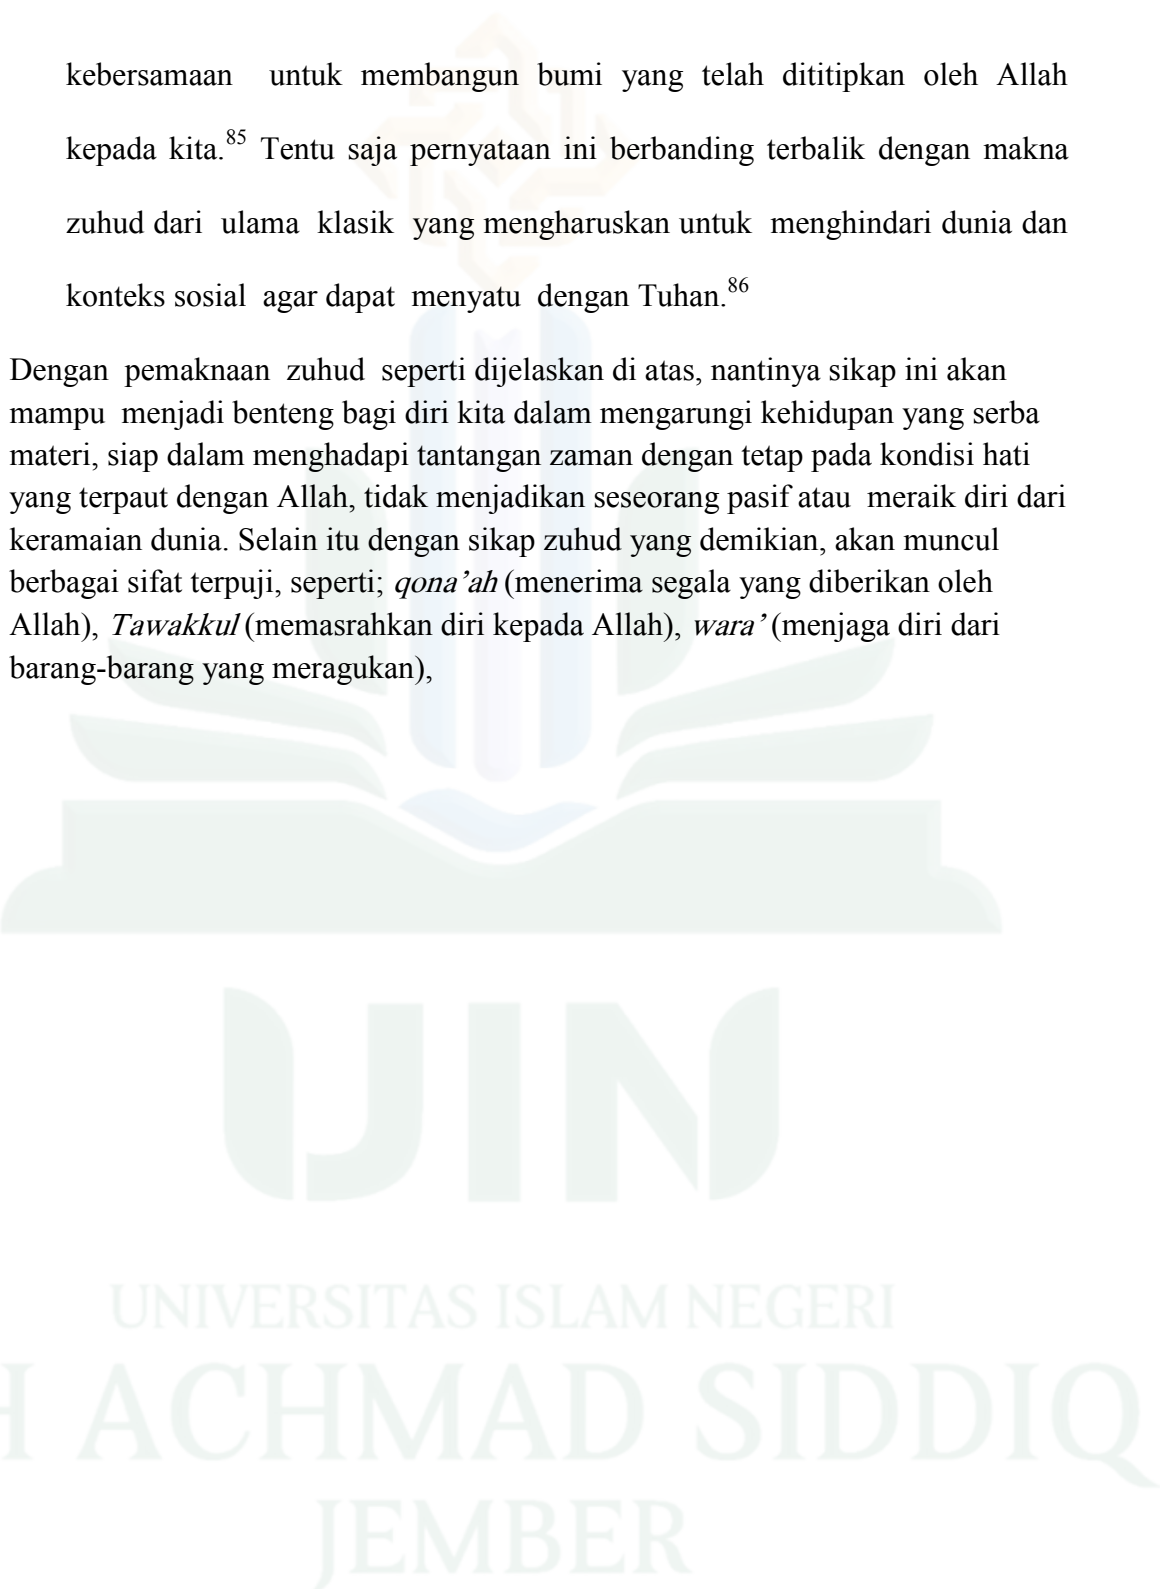 kebersamaan untuk membangun bumi yang telah dititipkan oleh Allah
kepada kita.85 Tentu saja pernyataan ini berbanding terbalik dengan makna
zuhud dari ulama klasik yang mengharuskan untuk menghindari dunia dan
konteks sosial agar dapat menyatu dengan Tuhan.86
Dengan pemaknaan zuhud seperti dijelaskan di atas, nantinya sikap ini akan
mampu menjadi benteng bagi diri kita dalam mengarungi kehidupan yang serba
materi, siap dalam menghadapi tantangan zaman dengan tetap pada kondisi hati
yang terpaut dengan Allah, tidak menjadikan seseorang pasif atau meraik diri dari
keramaian dunia. Selain itu dengan sikap zuhud yang demikian, akan muncul
berbagai sifat terpuji, seperti; qona’ah (menerima segala yang diberikan oleh
Allah), Tawakkul (memasrahkan diri kepada Allah), wara’ (menjaga diri dari
barang-barang yang meragukan),
UIN
UNIVERSITAS ISLAM NEGERI
H ACHMAD SIDDIQ
JEMBER